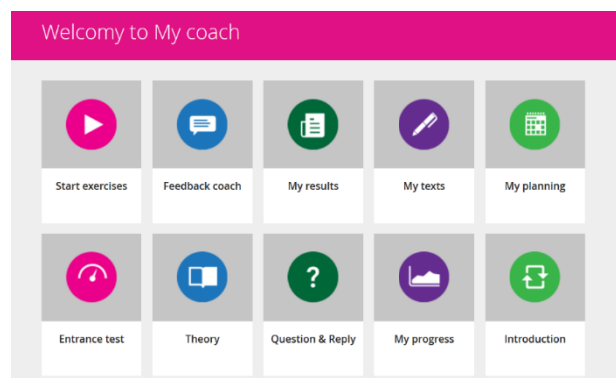 Welcomy to My coach
Start exercises
Feedback coach
My results
My texts
My planning
?
Entrance test
Theory
Question & Reply
My progress
Introduction